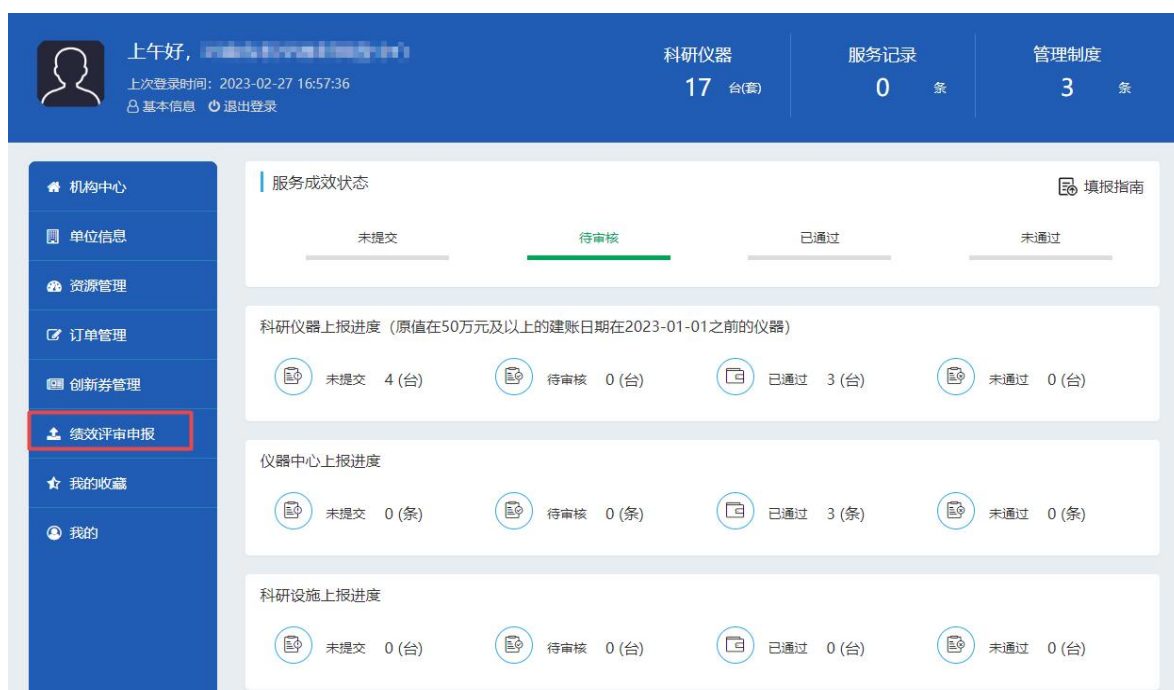 上午好，
上次登录时间：2023-02-27 16:57:36
基本信息 退出登录
科研仪器
17 台(套)
服务记录
0 条
管理制度
3 条
机构中心
单位信息
资源管理
订单管理
创新券管理
绩效评审申报
我的收藏
我的
服务成效状态
填报指南
未提交 待审核 已通过 未通过
科研仪器上报进度（原值在50万元及以上的建账日期在2023-01-01之前的仪器）
未提交 4 (台) 待审核 0 (台) 已通过 3 (台) 未通过 0 (台)
仪器中心上报进度
未提交 0 (条) 待审核 0 (条) 已通过 3 (条) 未通过 0 (条)
科研设施上报进度
未提交 0 (台) 待审核 0 (台) 已通过 0 (台) 未通过 0 (台)